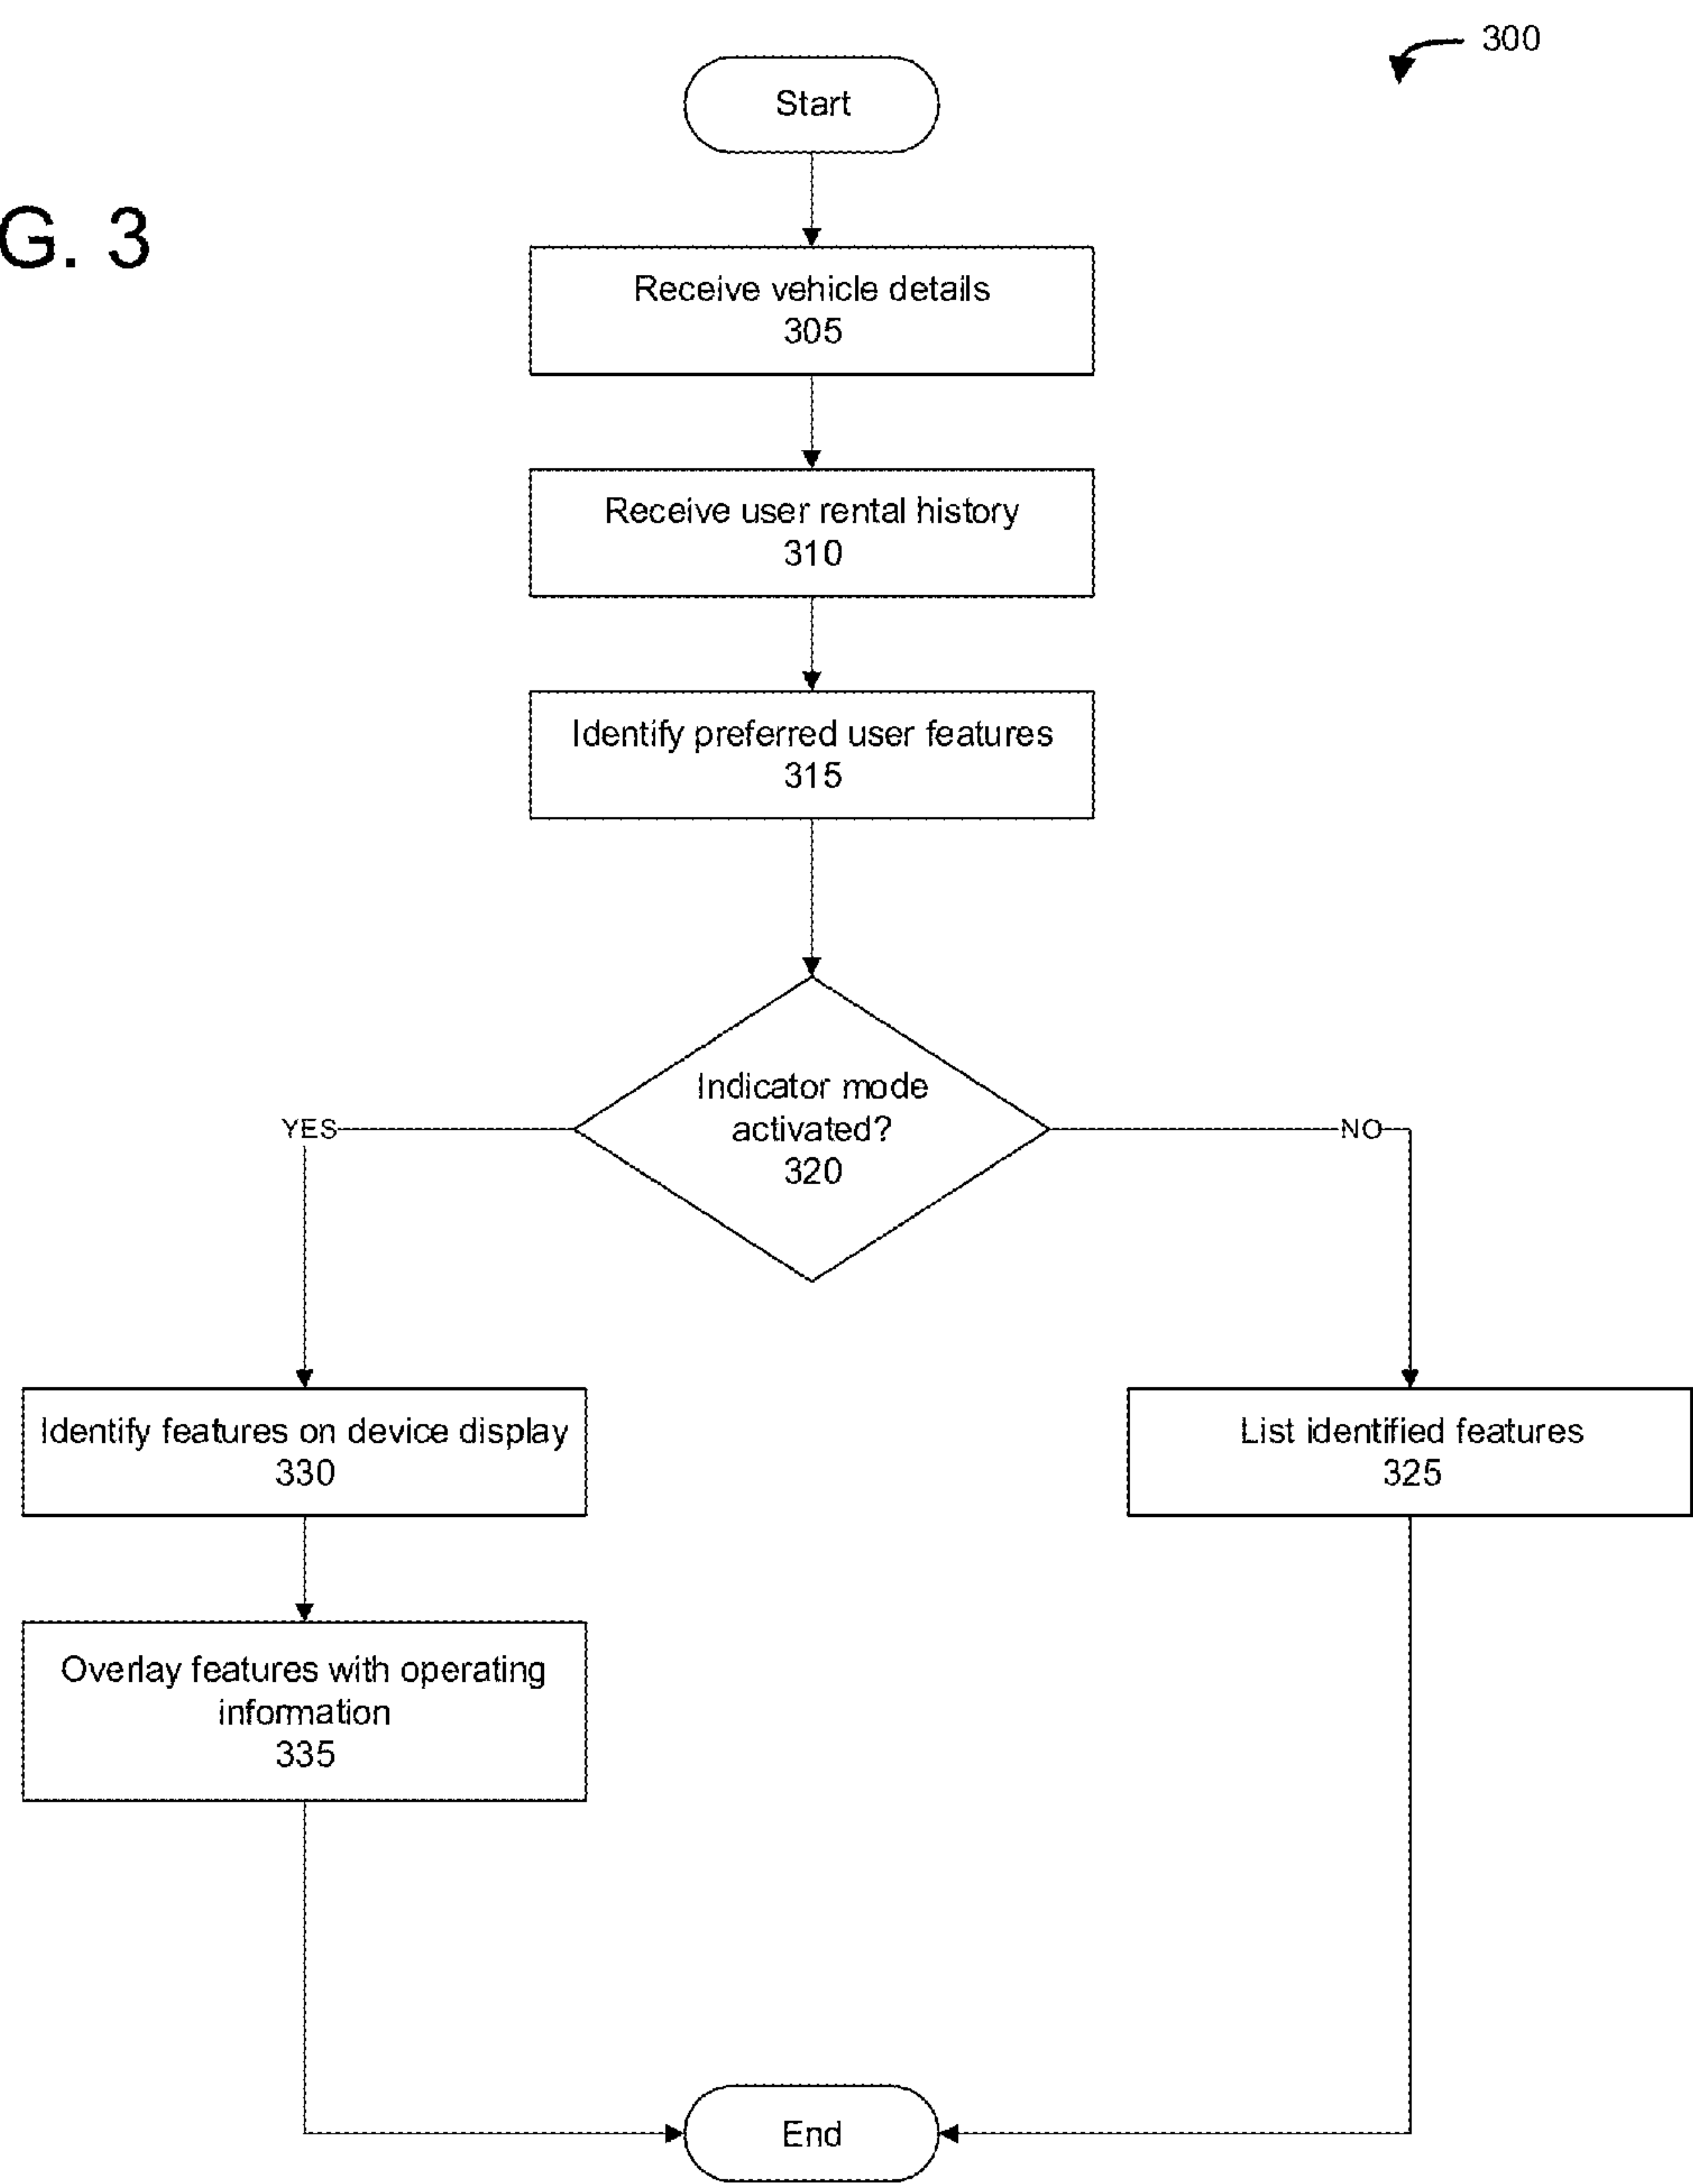 300
Start
G. 3
Receive vehicle details
305
Receive user rental history
310
Identify preferred user features
315
Indicator mode
activated?
320
YES
NO
Identify features on device display
330
List identified features
325
Overlay features with operating
information
335
End